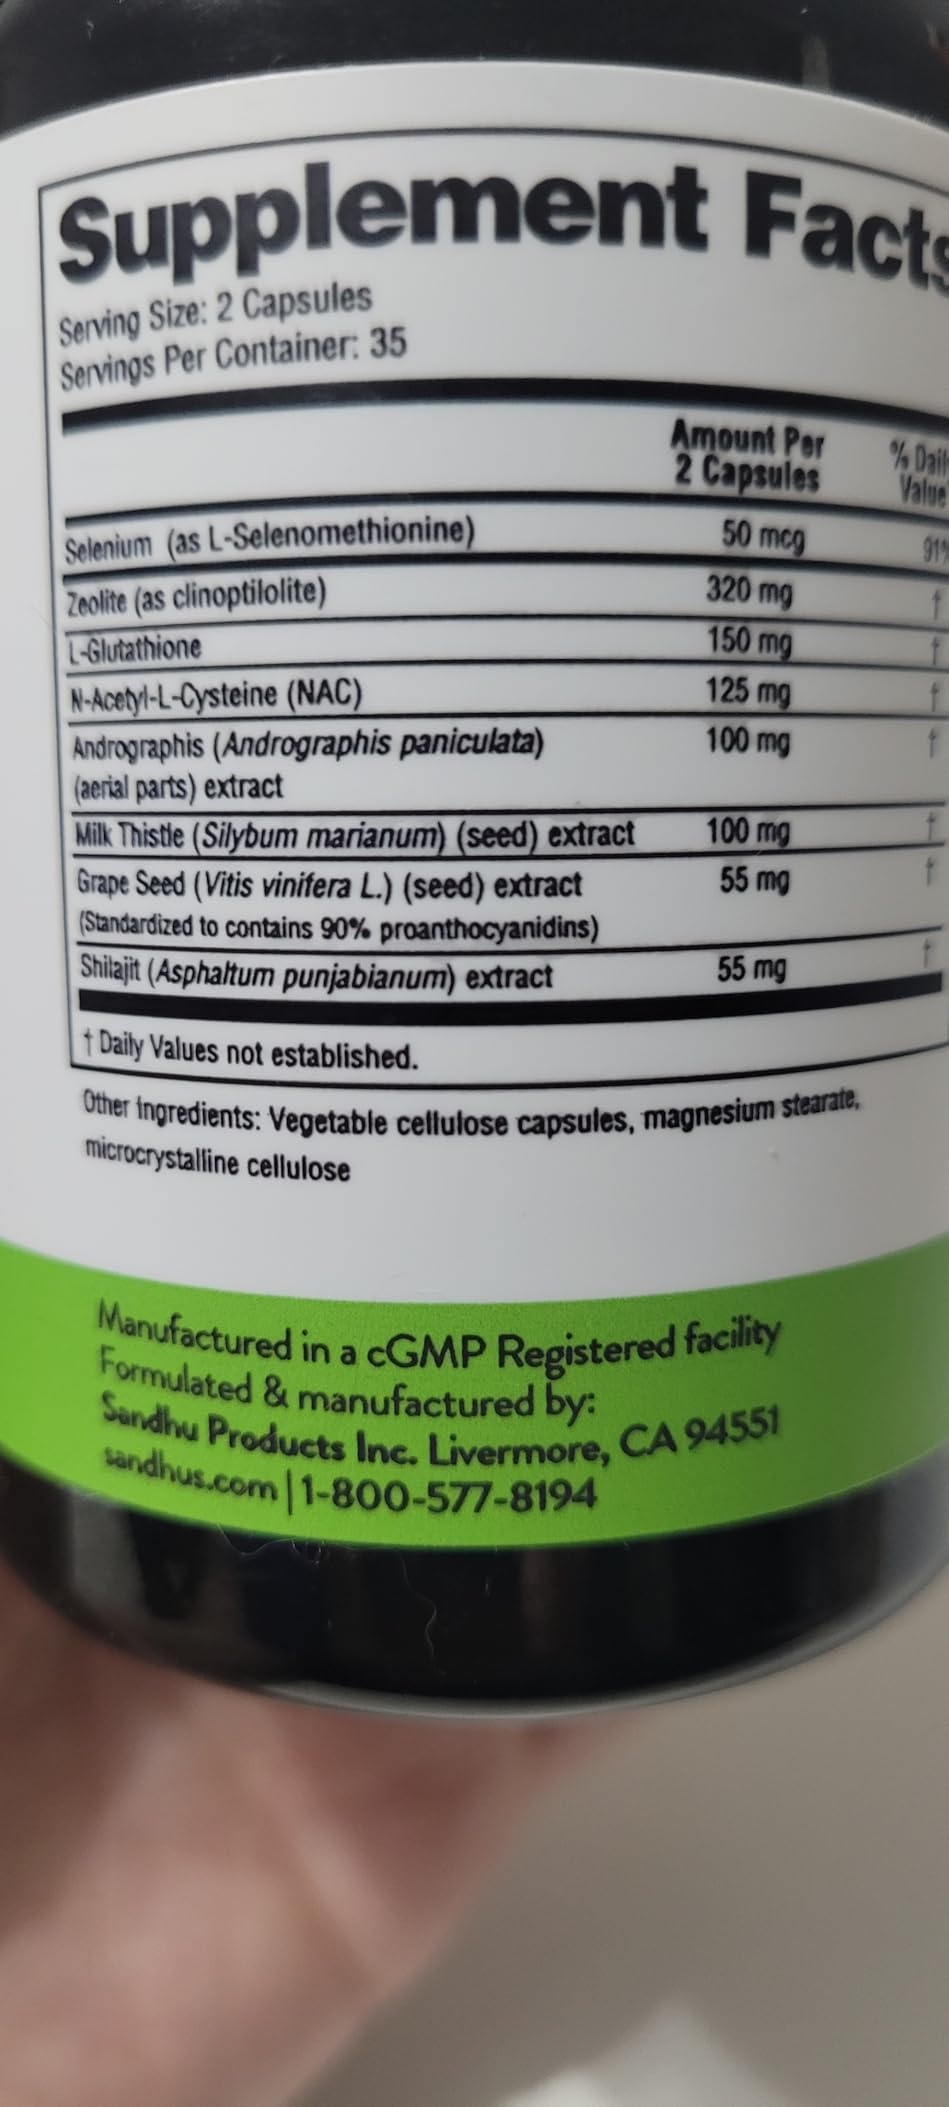 Supplement Facts
Serving Size: 2 Capsules
Servings Per Container: 35
Amount Per
2 Capsules
% Dail
Value
Selenium (as L-Selenomethionine) 50 mcg 91%
Zeolite (as clinoptilolite) 320 mg †
L-Glutathione 150 mg †
N-Acetyl-L-Cysteine (NAC) 125 mg †
Andrographis (Andrographis paniculata) 100 mg †
(aerial parts) extract
Milk Thistle (Silybum marianum) (seed) extract 100 mg †
Grape Seed (Vitis vinifera L.) (seed) extract 55 mg †
(Standardized to contains 90% proanthocyanidins)
Shilajit (Asphaltum punjabianum) extract 55 mg †
† Daily Values not established.
Other ingredients: Vegetable cellulose capsules, magnesium stearate,
microcrystalline cellulose
Manufactured in a cGMP Registered facility
Formulated & manufactured by:
Sandhu Products Inc. Livermore, CA 94551
sandhus.com | 1-800-577-8194